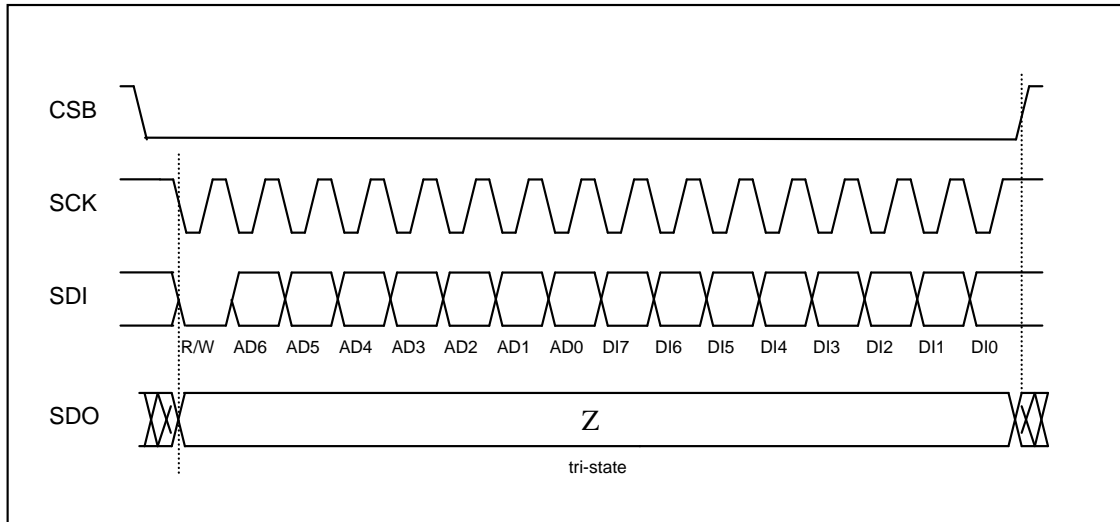 CSB
SCK
SDI
R/W AD6 AD5 AD4 AD3 AD2 AD1 AD0 DI7 DI6 DI5 DI4 DI3 DI2 DI1 DI0
SDO
Z
tri-state